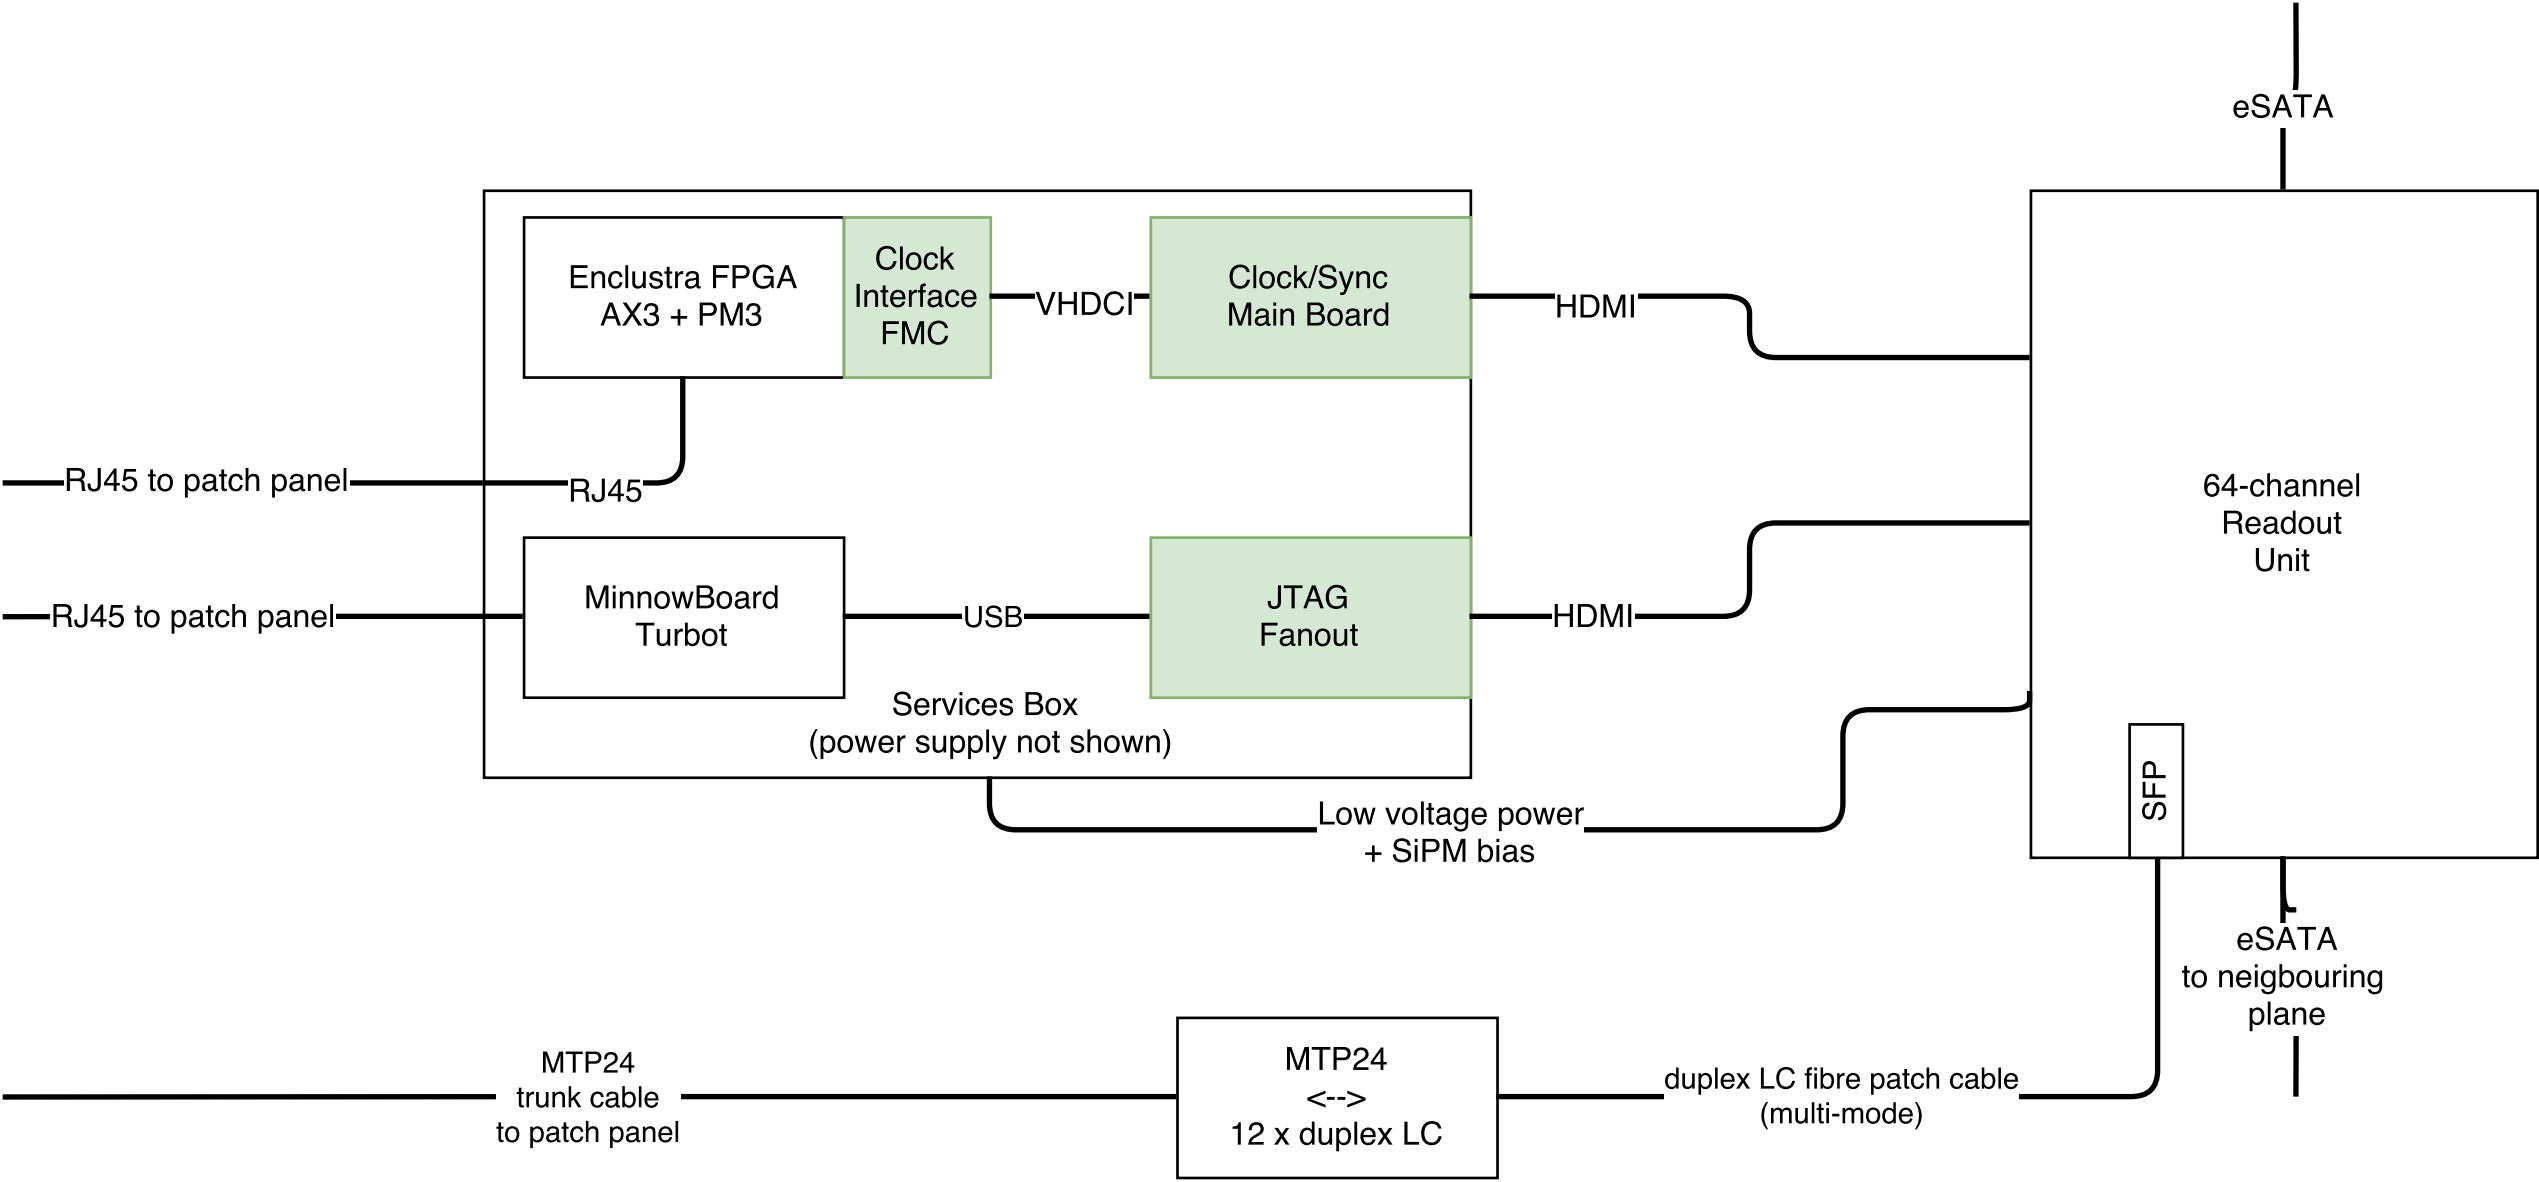 eSATA
Enclustra FPGA
AX3 + PM3
Clock
Interface
FMC
VHDCI
Clock/Sync
Main Board
HDMI
RJ45 to patch panel
RJ45
64-channel
Readout
Unit
RJ45 to patch panel
MinnowBoard
Turbot
USB
JTAG
Fanout
HDMI
Services Box
(power supply not shown)
Low voltage power
+ SiPM bias
SFP
eSATA
to neigbouring
plane
MTP24
trunk cable
to patch panel
MTP24
<-->
12 x duplex LC
duplex LC fibre patch cable
(multi-mode)